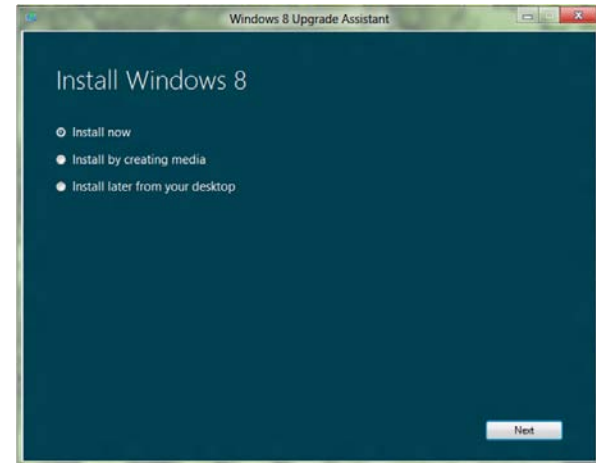 Windows 8 Upgrade Assistant
Install Windows 8
Install now
Install by creating media
Install later from your desktop
Next